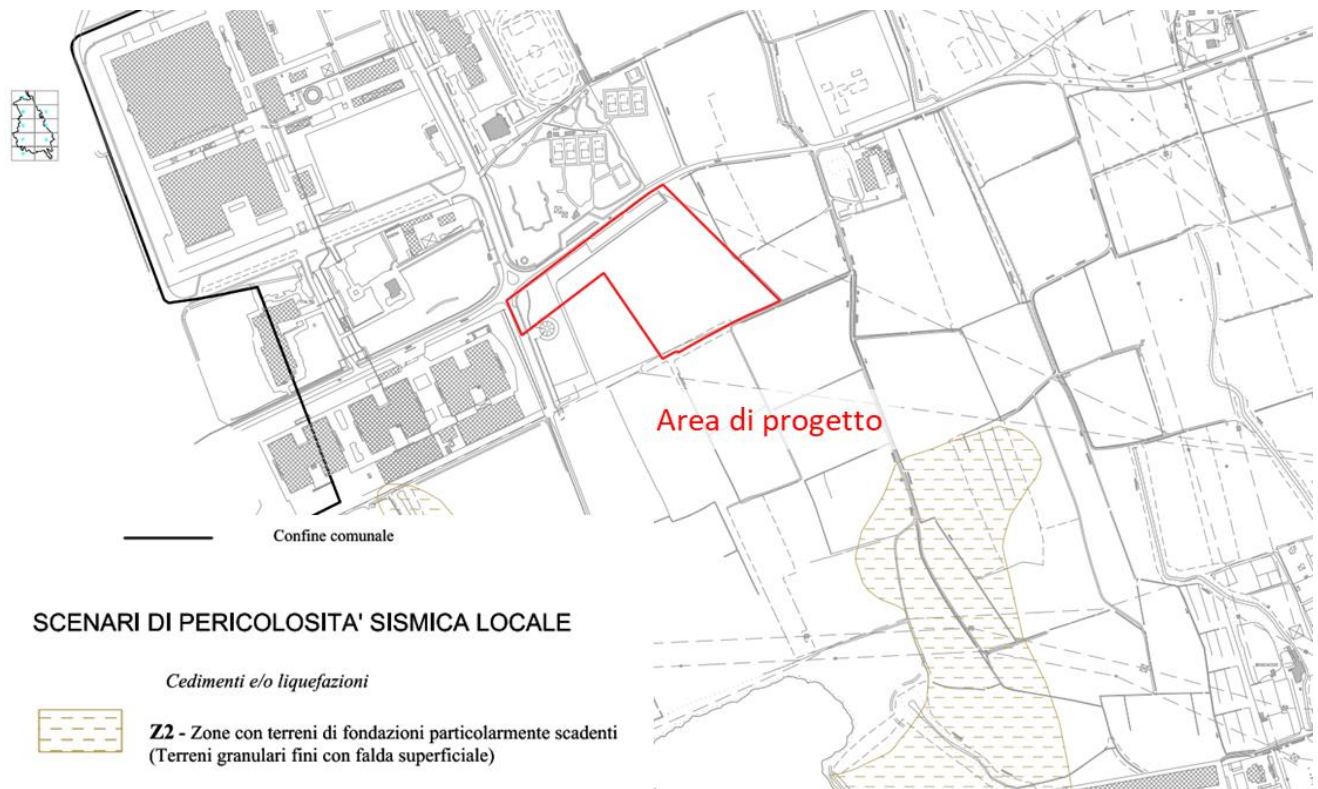 Area di progetto
Confine comunale
SCENARI DI PERICOLOSITA' SISMICA LOCALE
Cedimenti e/o liquefazioni
Z2 - Zone con terreni di fondazioni particolarmente scadenti
(Terreni granulari fini con falda superficiale)